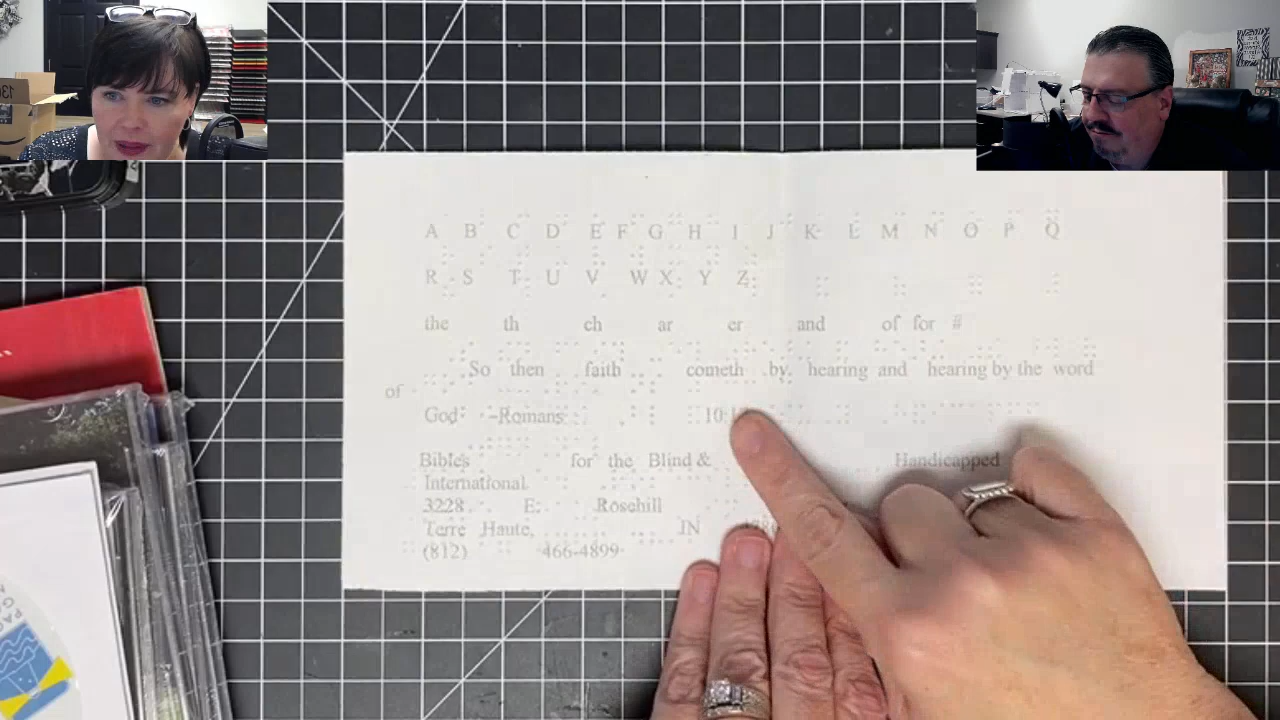 A B C D E F G H I J K L M N O P Q
R S T U V W X Y Z
the th ch ar er and of for #
So then faith cometh by hearing and hearing by the word
of
God -Romans 10:
Bibles for the Blind & Handicapped
International
3228 E. Rosehill
Terre Haute, IN
(812) 466-4899